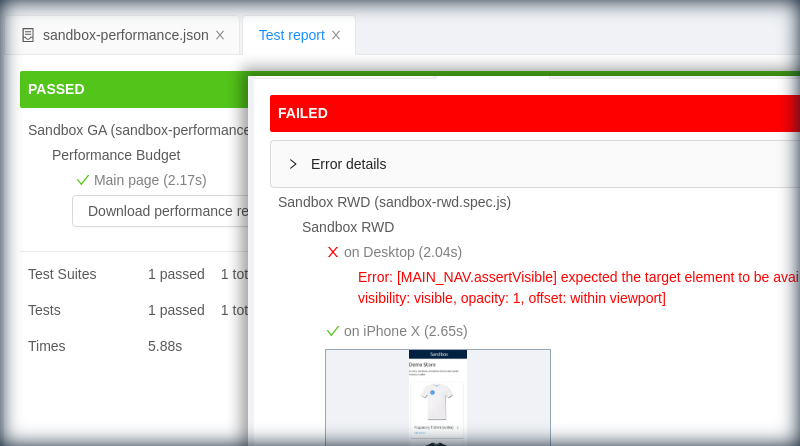 sandbox-performance.json
Test report
PASSED
Sandbox GA (sandbox-performance
Performance Budget
Main page (2.17s)
Download performance re
Test Suites 1 passed 1 tot
Tests 1 passed 1 tot
Times 5.88s
FAILED
Error details
Sandbox RWD (sandbox-rwd.spec.js)
Sandbox RWD
on Desktop (2.04s)
Error: [MAIN_NAV.assertVisible] expected the target element to be avai
visibility: visible, opacity: 1, offset: within viewport]
on iPhone X (2.65s)
Sandbox
Demo Store